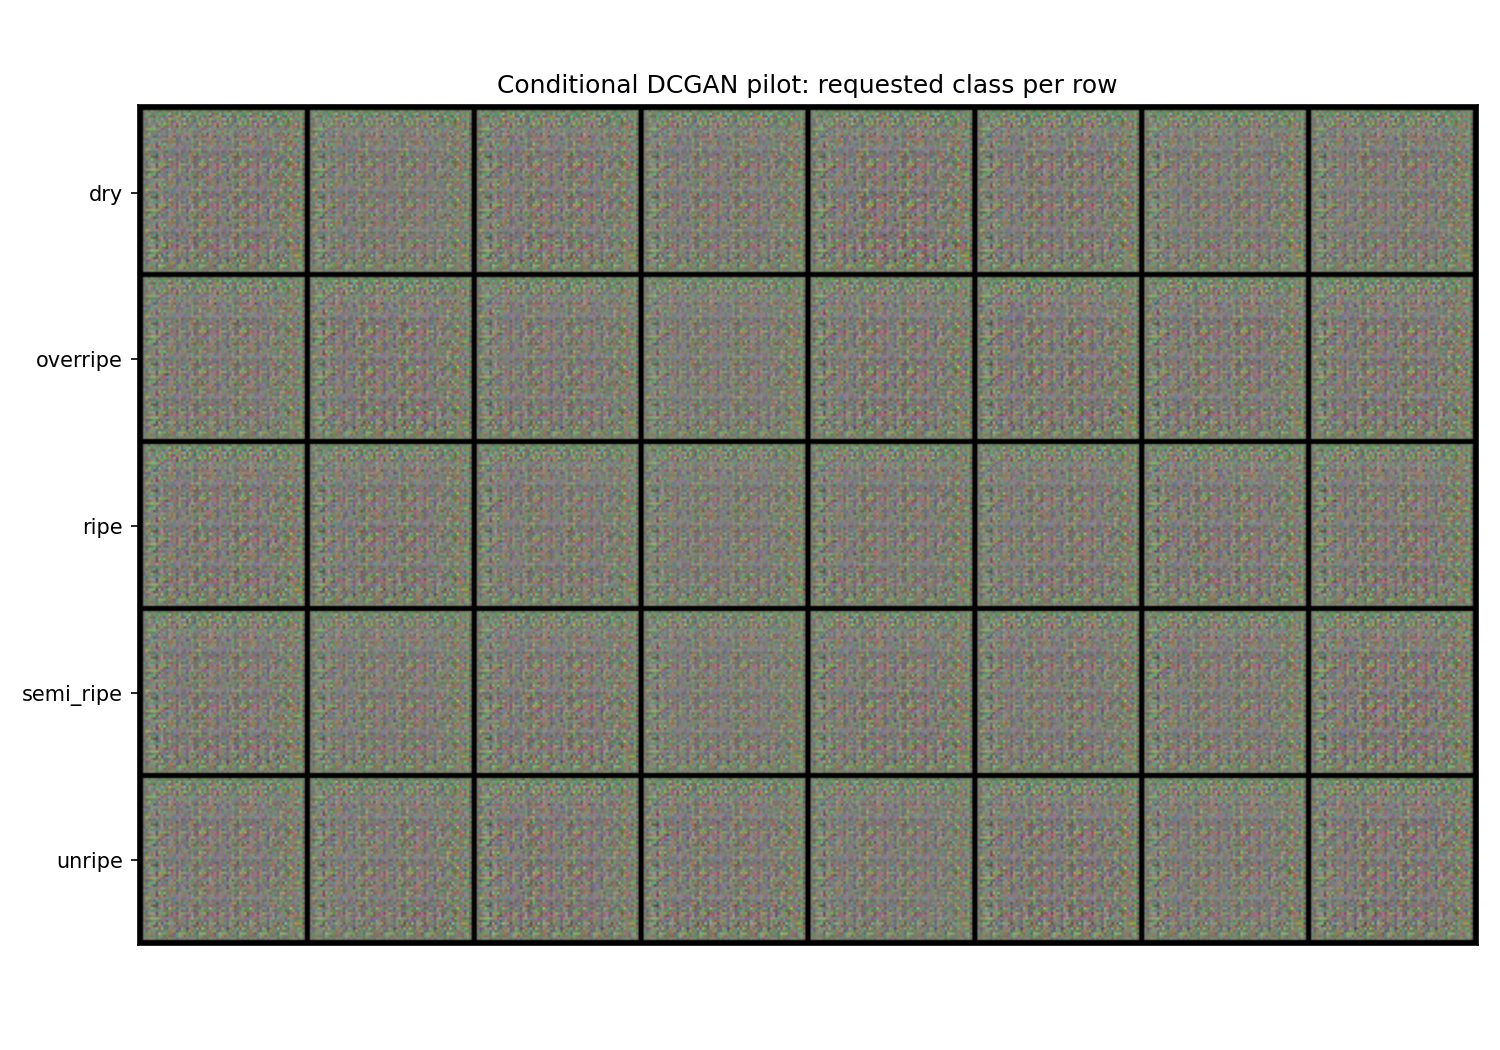 Conditional DCGAN pilot: requested class per row
dry
overripe
ripe
semi_ripe
unripe